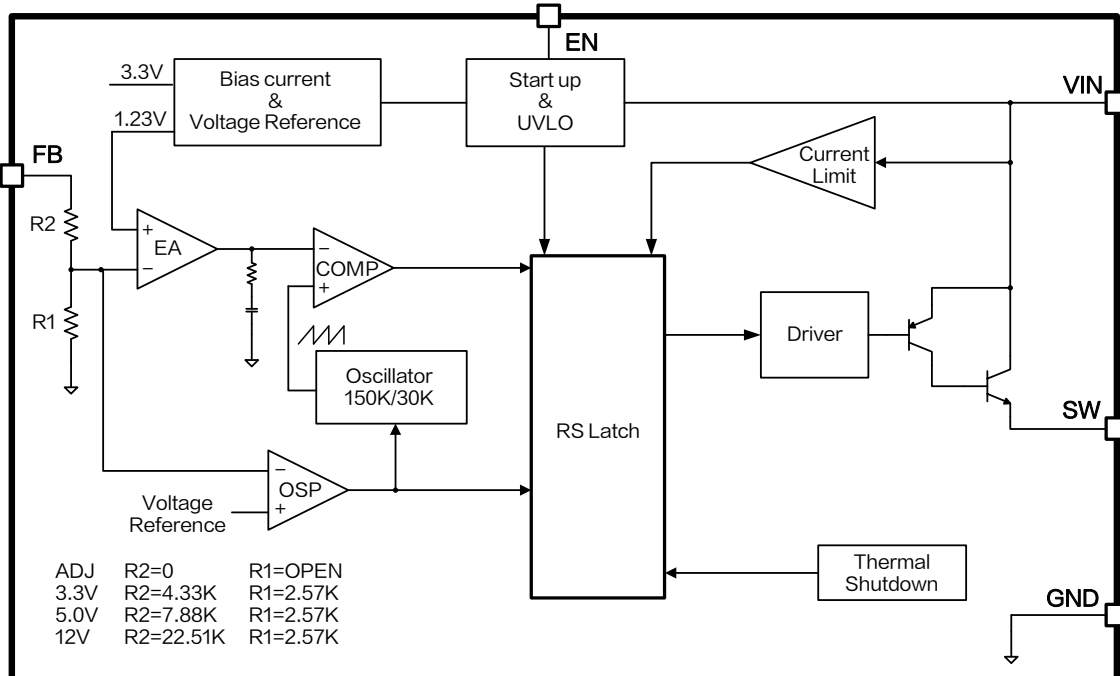 EN
3.3V
1.23V
Bias current
&
Voltage Reference
Start up
&
UVLO
VIN
FB
Current
Limit
R2
+
EA
−
−
COMP
+
R1
Oscillator
150K/30K
Driver
RS Latch
SW
−
OSP
+
Voltage
Reference
Thermal
Shutdown
GND
ADJ R2=0 R1=OPEN
3.3V R2=4.33K R1=2.57K
5.0V R2=7.88K R1=2.57K
12V R2=22.51K R1=2.57K